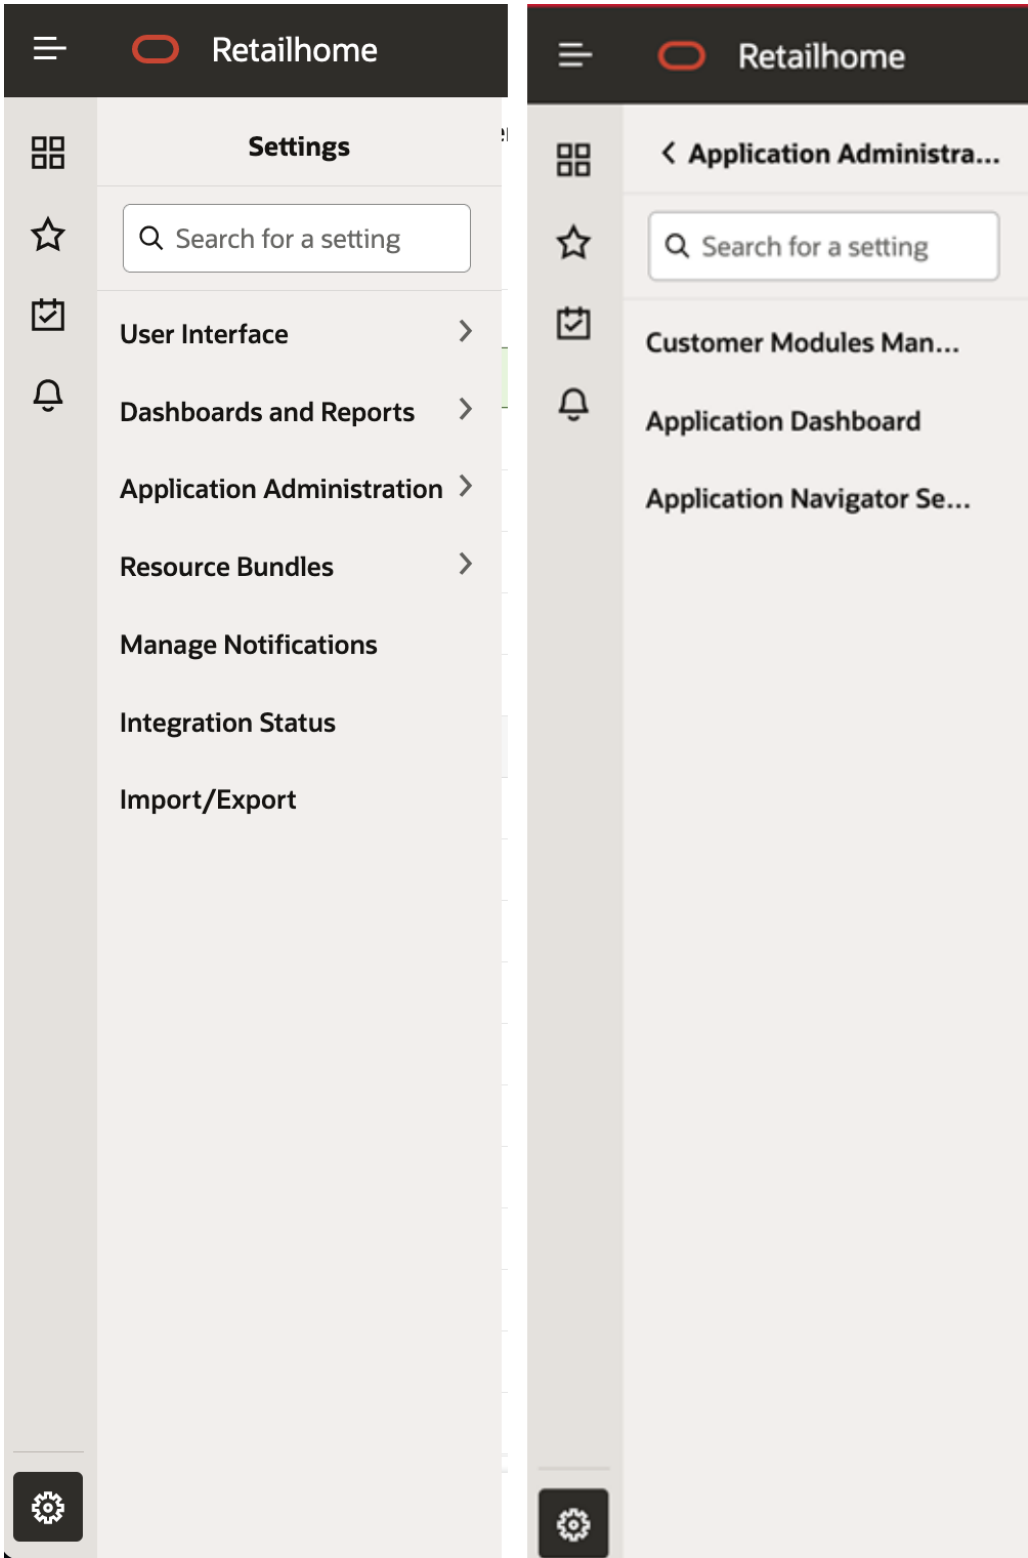 Retailhome
Settings
Search for a setting
User Interface
Dashboards and Reports
Application Administration
Resource Bundles
Manage Notifications
Integration Status
Import/Export
Retailhome
Application Administra...
Search for a setting
Customer Modules Man...
Application Dashboard
Application Navigator Se...